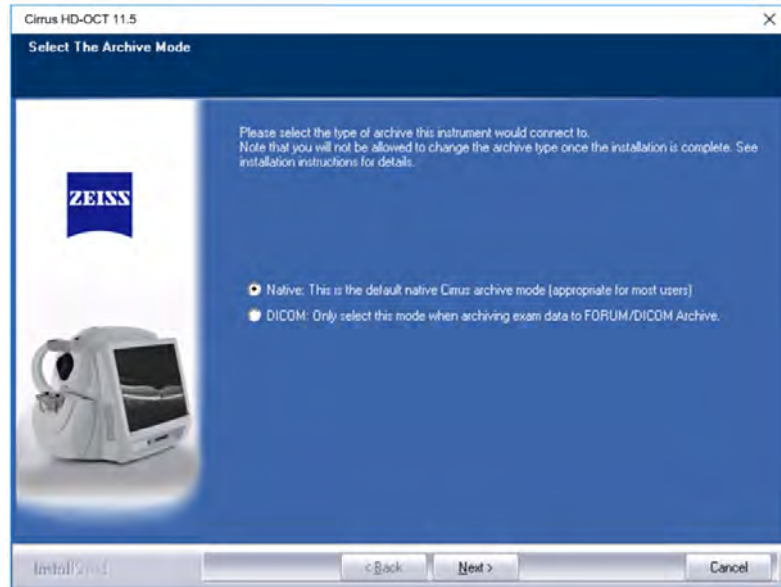 Cirrus HD-OCT 11.5
Select The Archive Mode
Please select the type of archive this instrument would connect to.
Note that you will not be allowed to change the archive type once the installation is complete. See
installation instructions for details.
ZEISS
Native: This is the default native Cirrus archive mode (appropriate for most users)
DICOM: Only select this mode when archiving exam data to FORUM/DICOM Archive.
< Back
Next >
Cancel